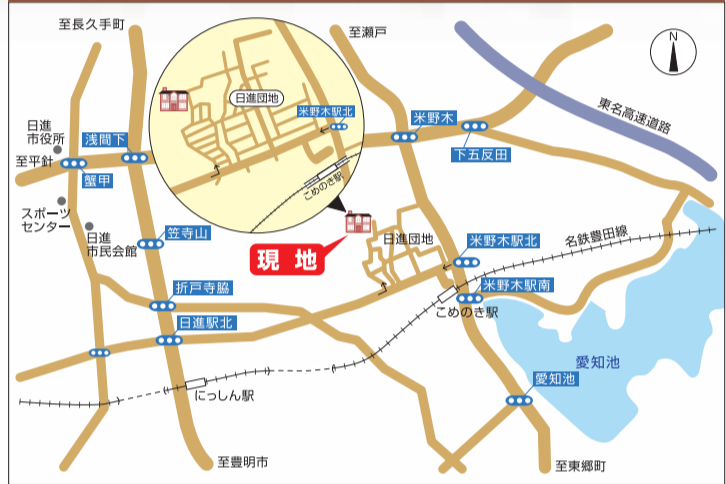 至長久手町
至瀬戸
N
東名高速道路
日進団地
米野木駅北
こめのき駅
米野木
下五反田
日進
市役所
浅間下
至平針
蟹甲
スポーツ
センター
日進
市民会館
笠寺山
現地
日進団地
米野木駅北
名鉄豊田線
折戸寺脇
米野木駅南
こめのき駅
日進駅北
愛知池
愛知池
にっしん駅
至豊明市
至東郷町